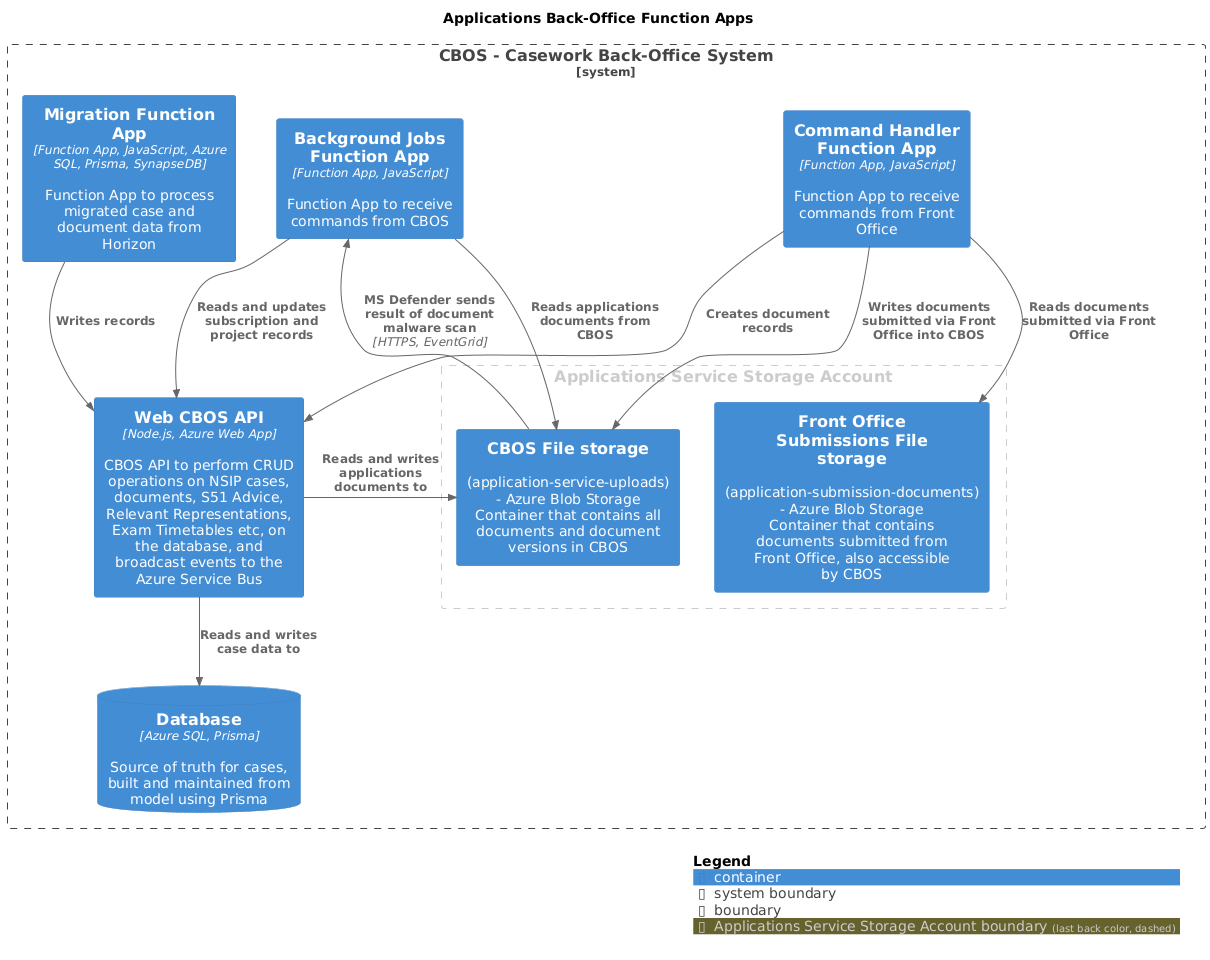 Applications Back-Office Function Apps
CBOS - Casework Back-Office System
[system]
Migration Function
App
[Function App, JavaScript, Azure
SQL, Prisma, SynapseDB]
Function App to process
migrated case and
document data from
Horizon
Background Jobs
Function App
[Function App, JavaScript]
Function App to receive
commands from CBOS
Command Handler
Function App
[Function App, JavaScript]
Function App to receive
commands from Front
Office
Writes records
Reads and updates
subscription and
project records
MS Defender sends
result of document
malware scan
[HTTPS, EventGrid]
Reads applications
documents from
CBOS
Creates document
records
Writes documents
submitted via Front
Office into CBOS
Reads documents
submitted via Front
Office
Applications Service Storage Account
Web CBOS API
[Node.js, Azure Web App]
CBOS API to perform CRUD
operations on NSIP cases,
documents, S51 Advice,
Relevant Representations,
Exam Timetables etc, on
the database, and
broadcast events to the
Azure Service Bus
Reads and writes
applications
documents to
CBOS File storage
(application-service-uploads)
- Azure Blob Storage
Container that contains all
documents and document
versions in CBOS
Front Office
Submissions File
storage
(application-submission-documents)
- Azure Blob Storage
Container that contains
documents submitted from
Front Office, also accessible
by CBOS
Reads and writes
case data to
Database
[Azure SQL, Prisma]
Source of truth for cases,
built and maintained from
model using Prisma
Legend
container
system boundary
boundary
Applications Service Storage Account boundary (last back color, dashed)